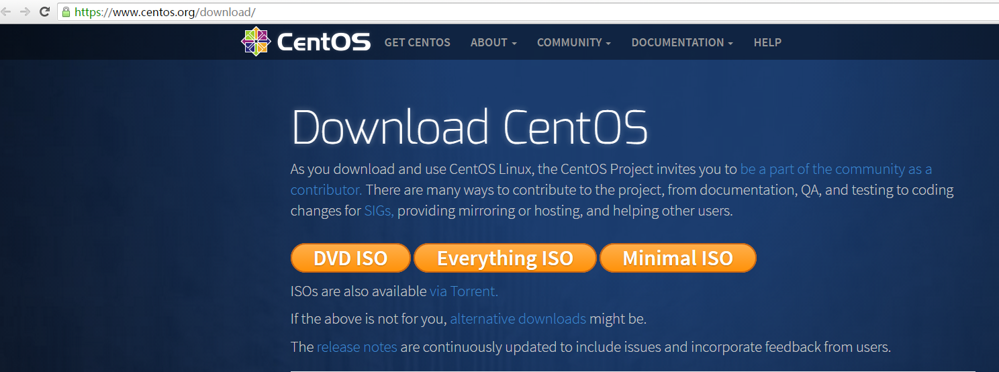 https://www.centos.org/download/
CentOS GET CENTOS ABOUT COMMUNITY DOCUMENTATION HELP
Download CentOS
As you download and use CentOS Linux, the CentOS Project invites you to be a part of the community as a
contributor. There are many ways to contribute to the project, from documentation, QA, and testing to coding
changes for SIGs, providing mirroring or hosting, and helping other users.
DVD ISO Everything ISO Minimal ISO
ISOs are also available via Torrent.
If the above is not for you, alternative downloads might be.
The release notes are continuously updated to include issues and incorporate feedback from users.